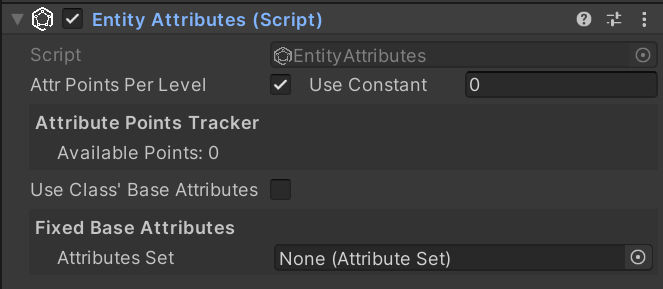 Entity Attributes (Script)
Script EntityAttributes
Attr Points Per Level Use Constant 0
Attribute Points Tracker
Available Points: 0
Use Class' Base Attributes
Fixed Base Attributes
Attributes Set None (Attribute Set)